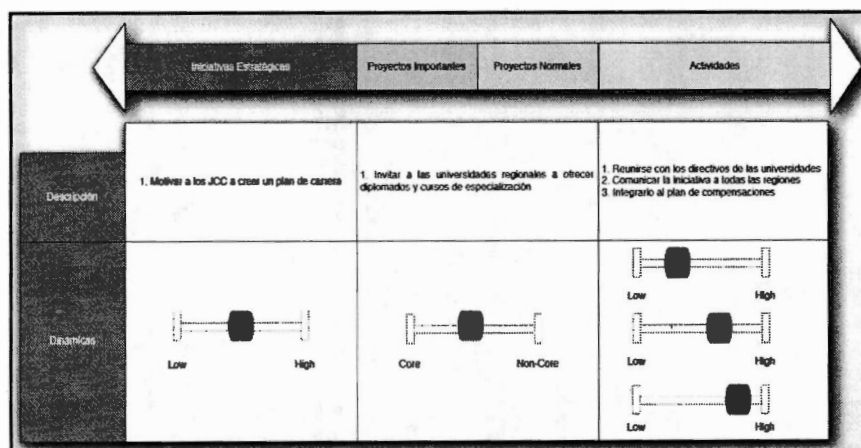 Iniciativas Estratégicas
Proyectos Importantes
Proyectos Normales
Actividades
Descripción
1. Motivar a los JCC a crear un plan de carrera
1. Invitar a las universidades regionales a ofrecer
diplomados y cursos de especialización
1. Reunirse con los directivos de las universidades
2. Comunicar la iniciativa a todas las regiones
3. Integrarlo al plan de compensaciones
Dinámicas
Low High
Core Non-Core
Low High
Low High
Low High